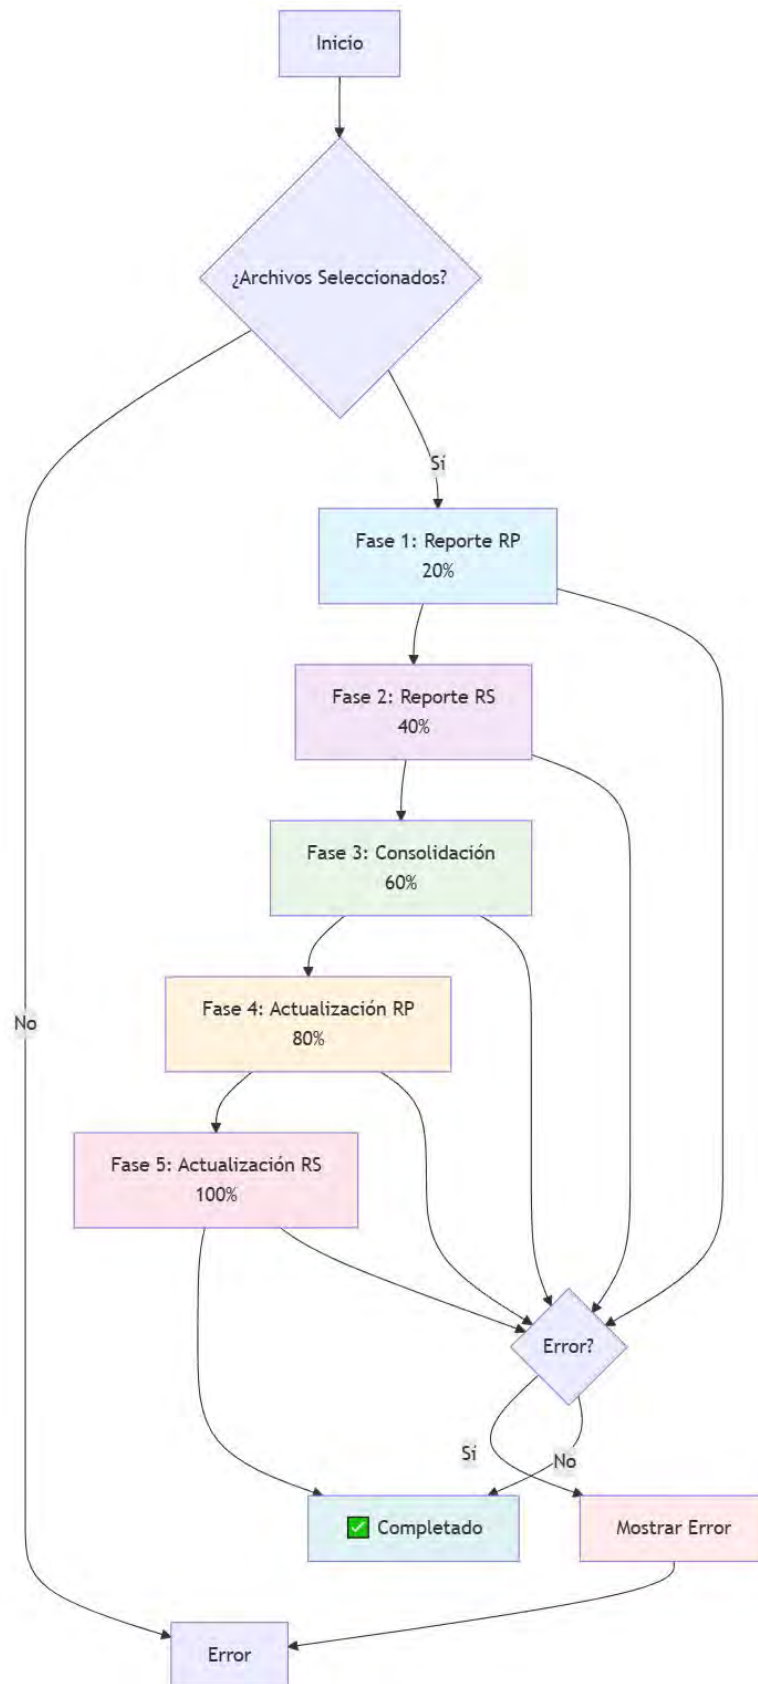 Inicio
¿Archivos Seleccionados?
Sí
Fase 1: Reporte RP
20%
Fase 2: Reporte RS
40%
Fase 3: Consolidación
60%
Fase 4: Actualización RP
80%
No
Fase 5: Actualización RS
100%
Error?
Sí
No
✅ Completado
Mostrar Error
Error